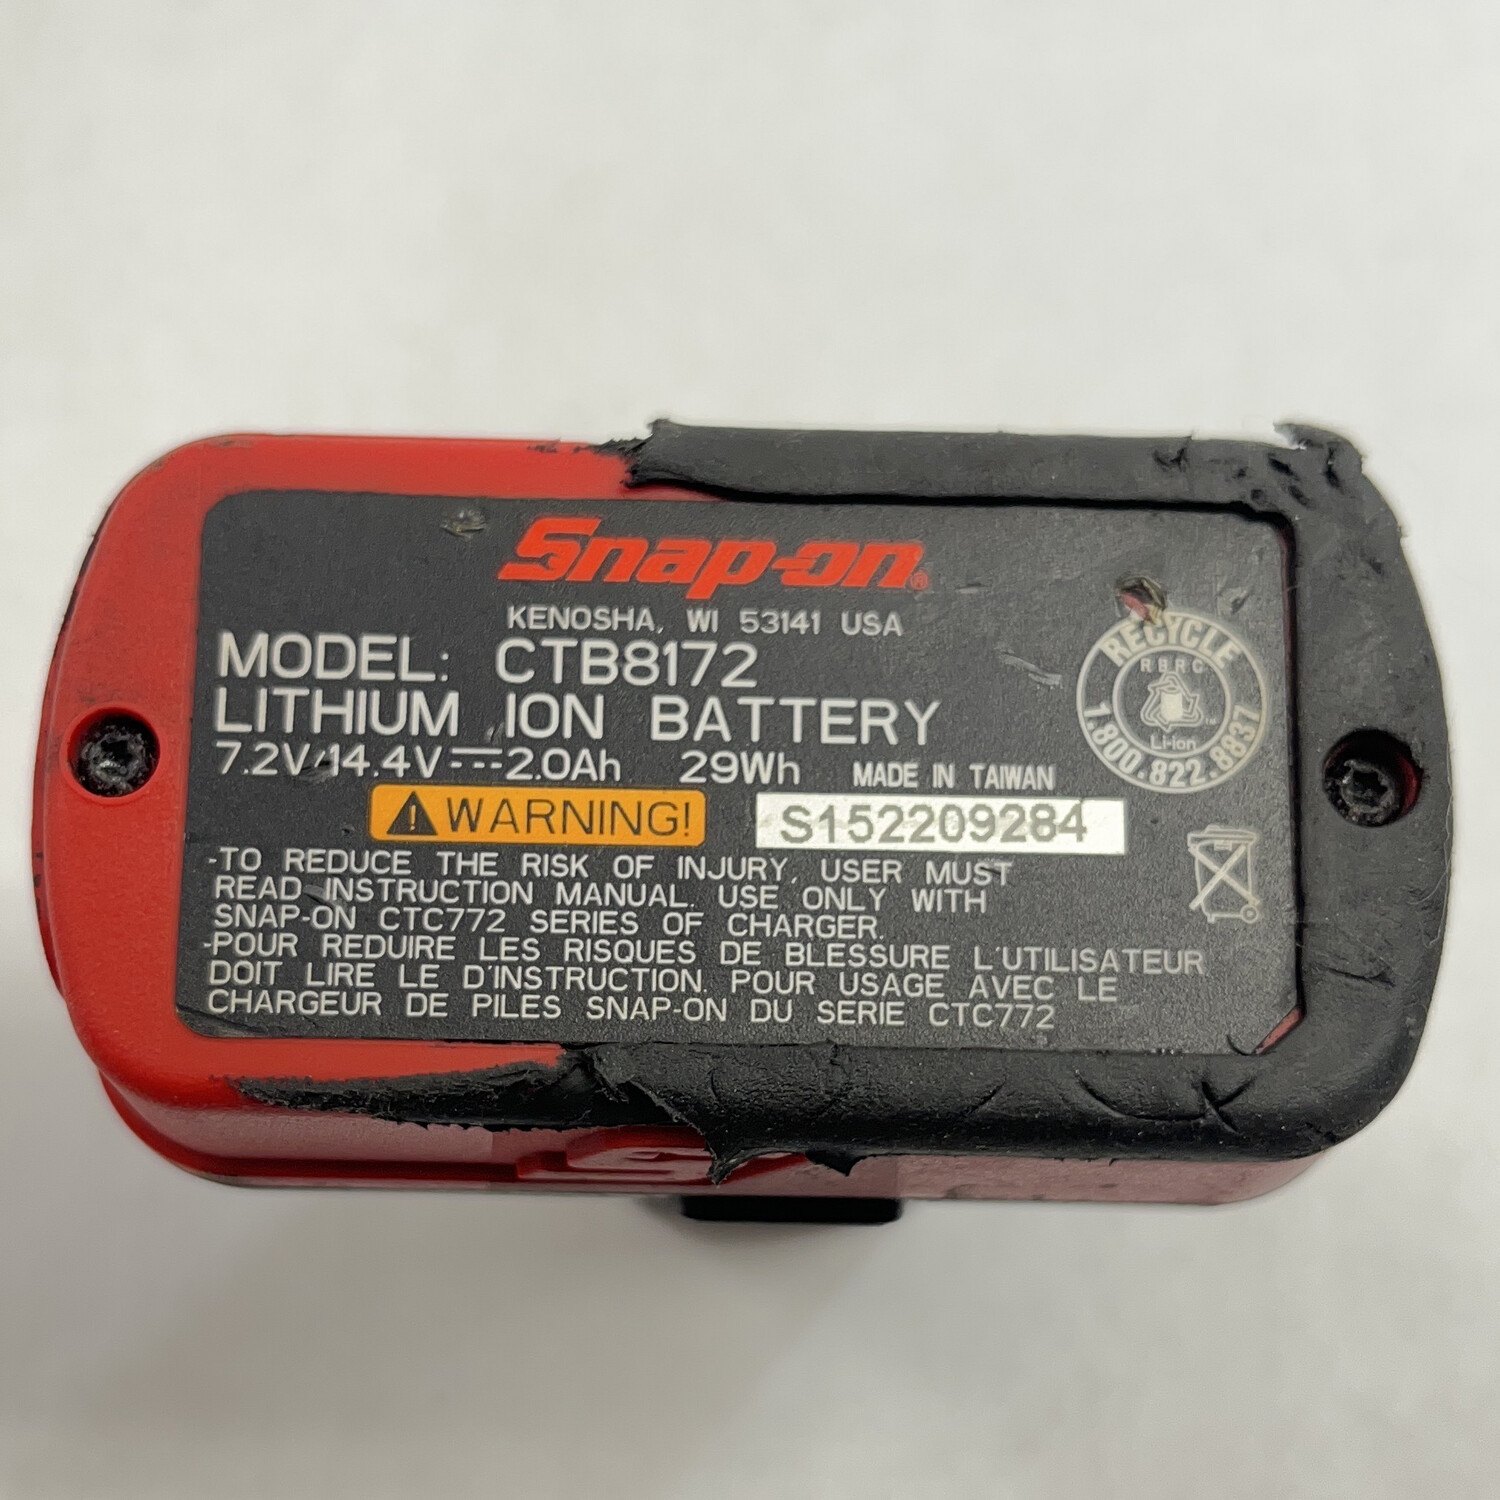 Snap-on®
KENOSHA, WI 53141 USA
MODEL: CTB8172
LITHIUM ION BATTERY
7.2V/14.4V⎓2.0Ah 29Wh MADE IN TAIWAN
RECYCLE
RBRC
Li-ion
1.800.822.8837
⚠WARNING!
S152209284
-TO REDUCE THE RISK OF INJURY, USER MUST
READ INSTRUCTION MANUAL. USE ONLY WITH
SNAP-ON CTC772 SERIES OF CHARGER.
-POUR REDUIRE LES RISQUES DE BLESSURE L'UTILISATEUR
DOIT LIRE LE D'INSTRUCTION. POUR USAGE AVEC LE
CHARGEUR DE PILES SNAP-ON DU SERIE CTC772